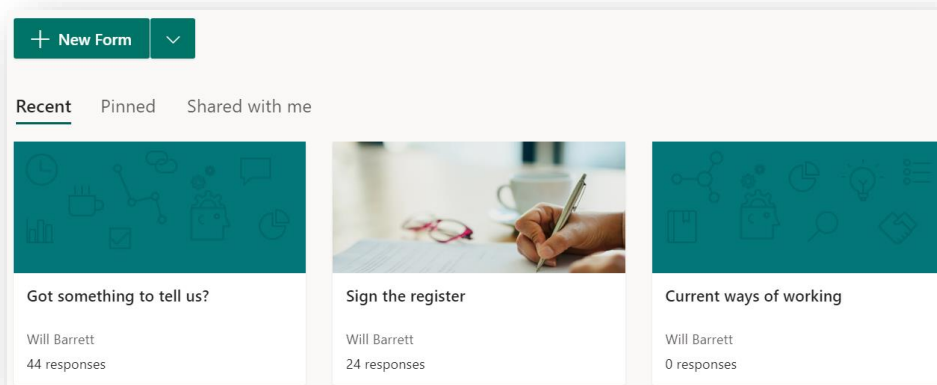 New Form
Recent Pinned Shared with me
Got something to tell us?
Will Barrett
44 responses
Sign the register
Will Barrett
24 responses
Current ways of working
Will Barrett
0 responses